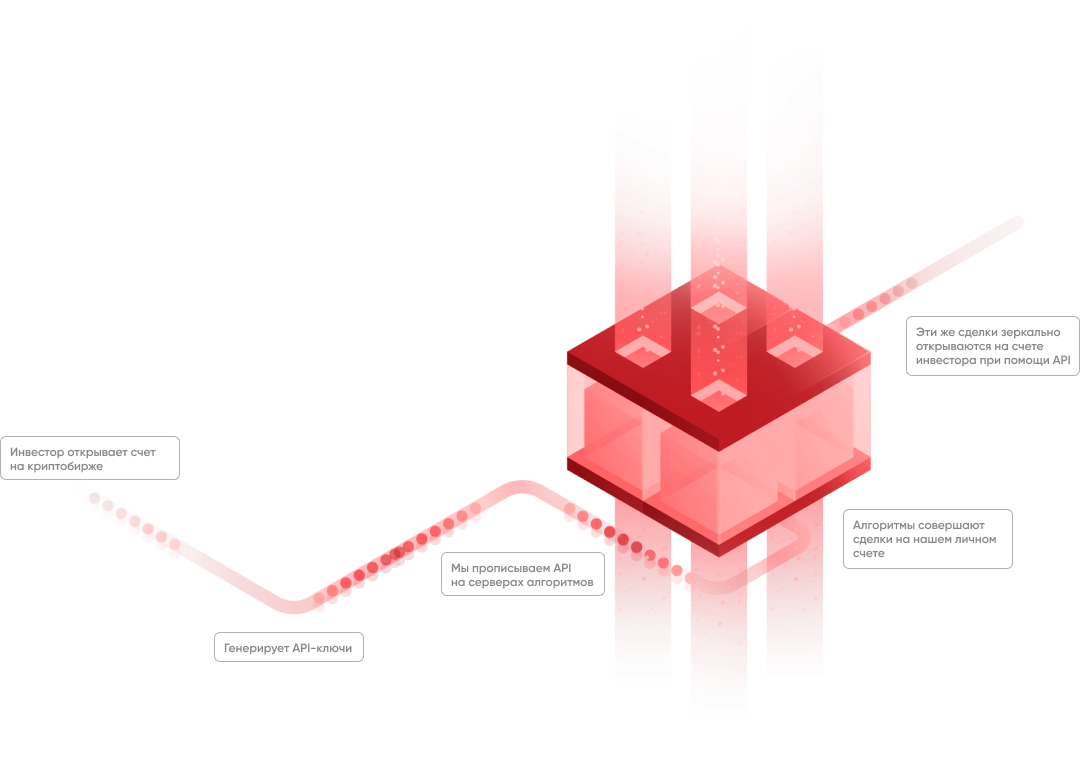 Инвестор открывает счет
на криптобирже
Генерирует API-ключи
Мы прописываем API
на серверах алгоритмов
Алгоритмы совершают
сделки на нашем личном
счете
Эти же сделки зеркально
открываются на счете
инвестора при помощи API